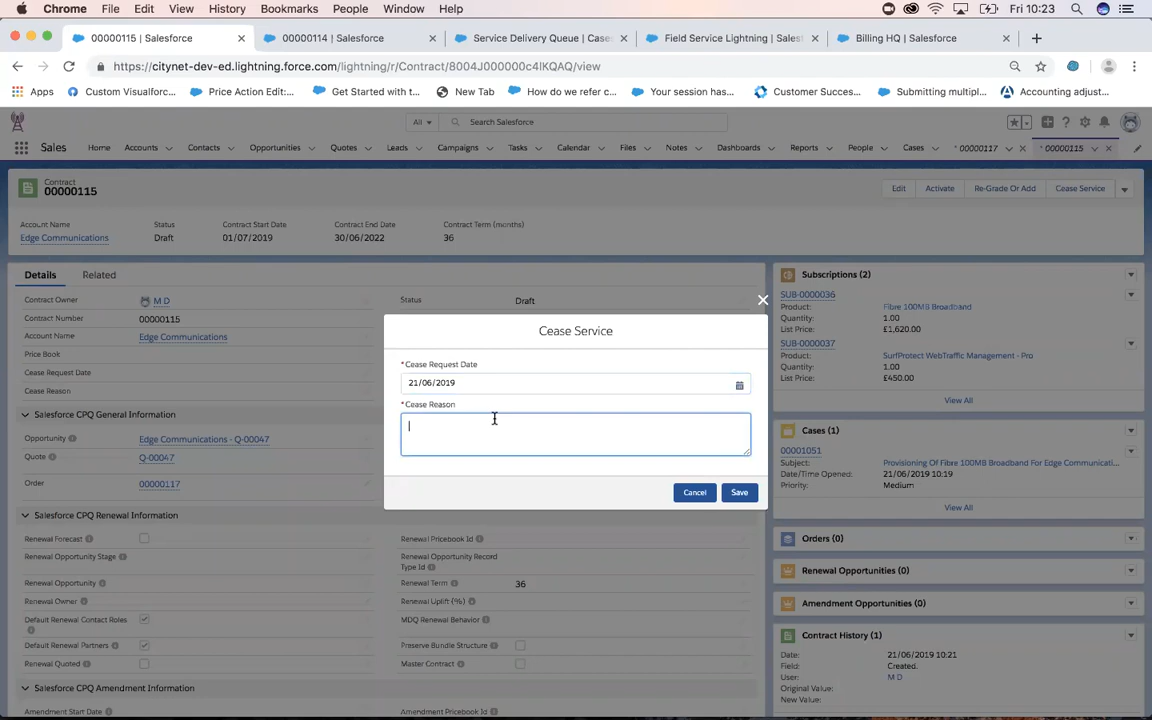 Chrome File Edit View History Bookmarks People Window Help Fri 10:23
00000115 | Salesforce 00000114 | Salesforce Service Delivery Queue | Case Field Service Lightning | Salest Billing HQ | Salesforce
https://citynet-dev-ed.lightning.force.com/lightning/r/Contract/8004J000000c4IKQAQ/view
Apps Custom Visualforc... Price Action Edit:... Get Started with t... New Tab How do we refer c... Your session has... Customer Succes... Submitting multipl... Accounting adjust...
All Search Salesforce
Sales Home Accounts Contacts Opportunities Quotes Leads Campaigns Tasks Calendar Files Notes Dashboards Reports People Cases * 00000117 * 00000115
Contract
00000115
Edit Activate Re-Grade Or Add Cease Service
Account Name Status Contract Start Date Contract End Date Contract Term (months)
Edge Communications Draft 01/07/2019 30/06/2022 36
Details Related
Contract Owner M D Status Draft
Contract Number 00000115
Account Name Edge Communications
Price Book
Cease Request Date
Cease Reason
Salesforce CPQ General Information
Opportunity Edge Communications - Q-00047
Quote Q-00047
Order 00000117
Salesforce CPQ Renewal Information
Renewal Forecast Renewal Pricebook Id
Renewal Opportunity Stage Renewal Opportunity Record
Type Id
Renewal Opportunity Renewal Term 36
Renewal Owner Renewal Uplift (%)
Default Renewal Contact Roles MDQ Renewal Behavior
Default Renewal Partners Preserve Bundle Structure
Renewal Quoted Master Contract
Salesforce CPQ Amendment Information
Amendment Start Date Amendment Pricebook Id
Cease Service
*Cease Request Date
21/06/2019
*Cease Reason
Cancel Save
Subscriptions (2)
SUB-0000036
Product: Fibre 100MB Broadband
Quantity: 1.00
List Price: £1,620.00
SUB-0000037
Product: SurfProtect WebTraffic Management - Pro
Quantity: 1.00
List Price: £450.00
View All
Cases (1)
00001051
Subject: Provisioning Of Fibre 100MB Broadband For Edge Communicati...
Date/Time Opened: 21/06/2019 10:19
Priority: Medium
View All
Orders (0)
Renewal Opportunities (0)
Amendment Opportunities (0)
Contract History (1)
Date: 21/06/2019 10:21
Field: Created.
User: M D
Original Value:
New Value: